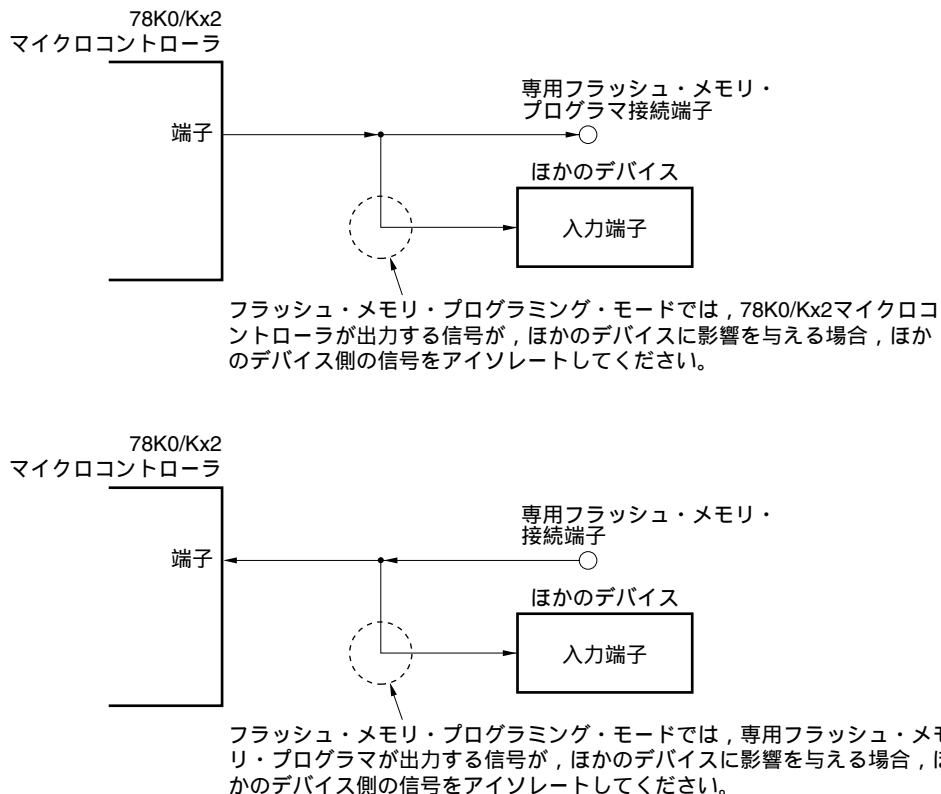 78K0/Kx2
マイクロコントローラ
専用フラッシュ・メモリ・
プログラマ接続端子
端子
ほかのデバイス
入力端子
フラッシュ・メモリ・プログラミング・モードでは，78K0/Kx2マイクロコ
ントローラが出力する信号が，ほかのデバイスに影響を与える場合，ほか
のデバイス側の信号をアイソレートしてください。
78K0/Kx2
マイクロコントローラ
専用フラッシュ・メモリ・
接続端子
端子
ほかのデバイス
入力端子
フラッシュ・メモリ・プログラミング・モードでは，専用フラッシュ・メモ
リ・プログラマが出力する信号が，ほかのデバイスに影響を与える場合，ほ
かのデバイス側の信号をアイソレートしてください。